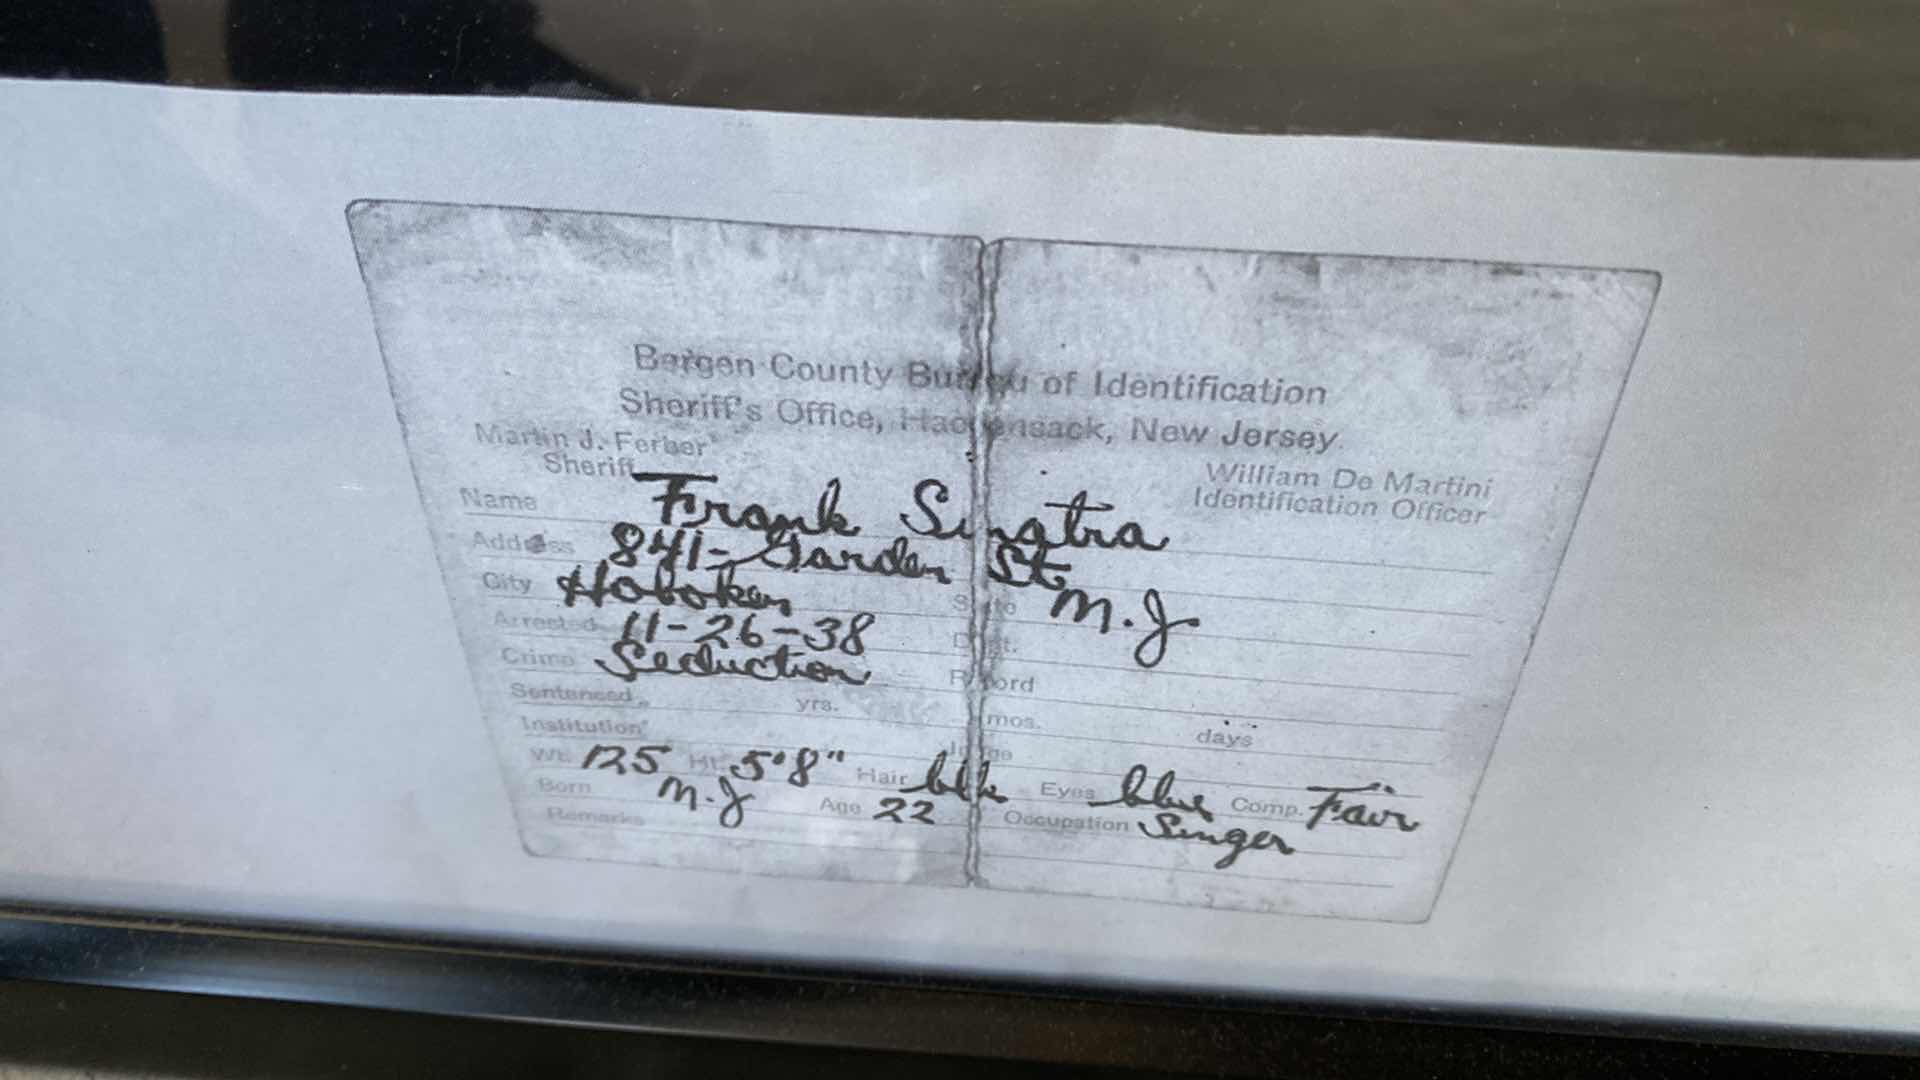 Bergen County Bureau of Identification
Sheriff's Office, Hackensack, New Jersey.
Martin J. Ferber
Sheriff
William De Martini
Identification Officer
Name Frank Sinatra
Address 841-Garden St.
City Hoboken State N.J
Arrested 11-26-38 Dept.
Crime Seduction Record
Sentenced yrs. mos. days
Institution Judge
Wt. 125 Ht. 5'8" Hair blk Eyes blue Comp. Fair
Born N.J Age 22 Occupation Singer
Remarks